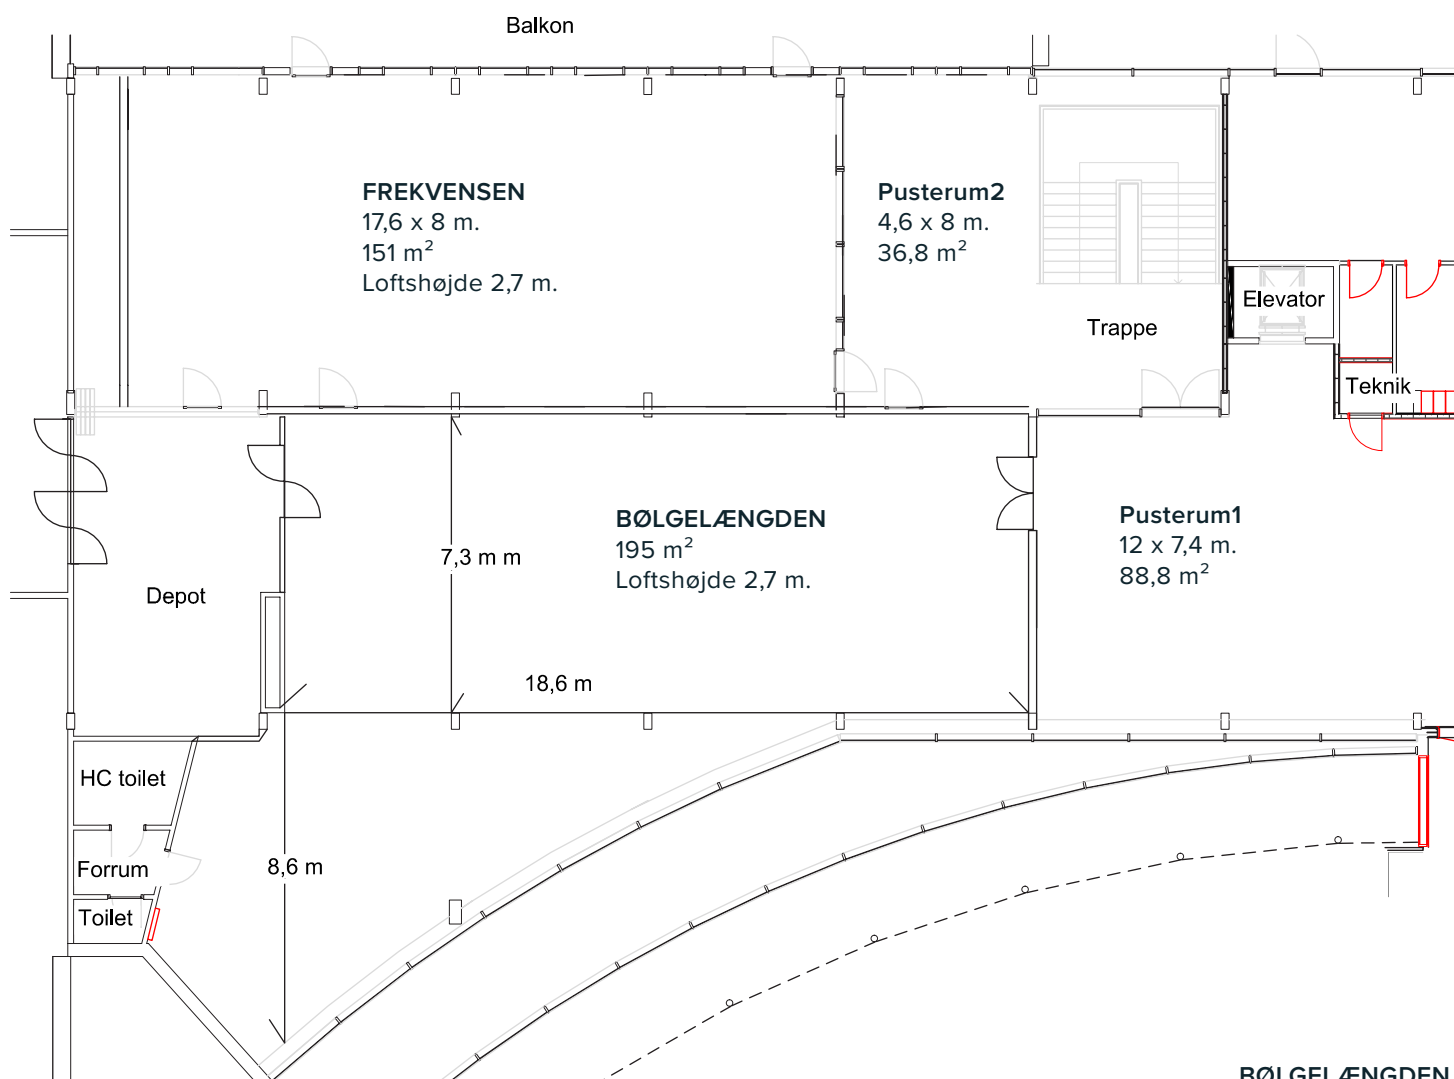 Balkon
FREKVENSEN
17,6 x 8 m.
151 m²
Loftshøjde 2,7 m.
Pusterum2
4,6 x 8 m.
36,8 m²
Elevator
Trappe
Teknik
BØLGELÆNGDEN
195 m²
Loftshøjde 2,7 m.
Pusterum1
12 x 7,4 m.
88,8 m²
7,3 m m
Depot
18,6 m
HC toilet
Forrum
8,6 m
Toilet
BØLGELÆNGDEN